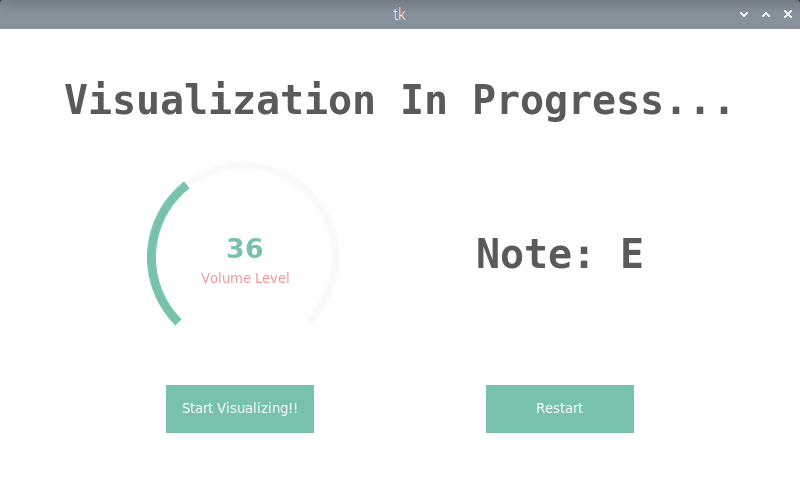 tk
Visualization In Progress...
36
Volume Level
Note: E
Start Visualizing!!
Restart